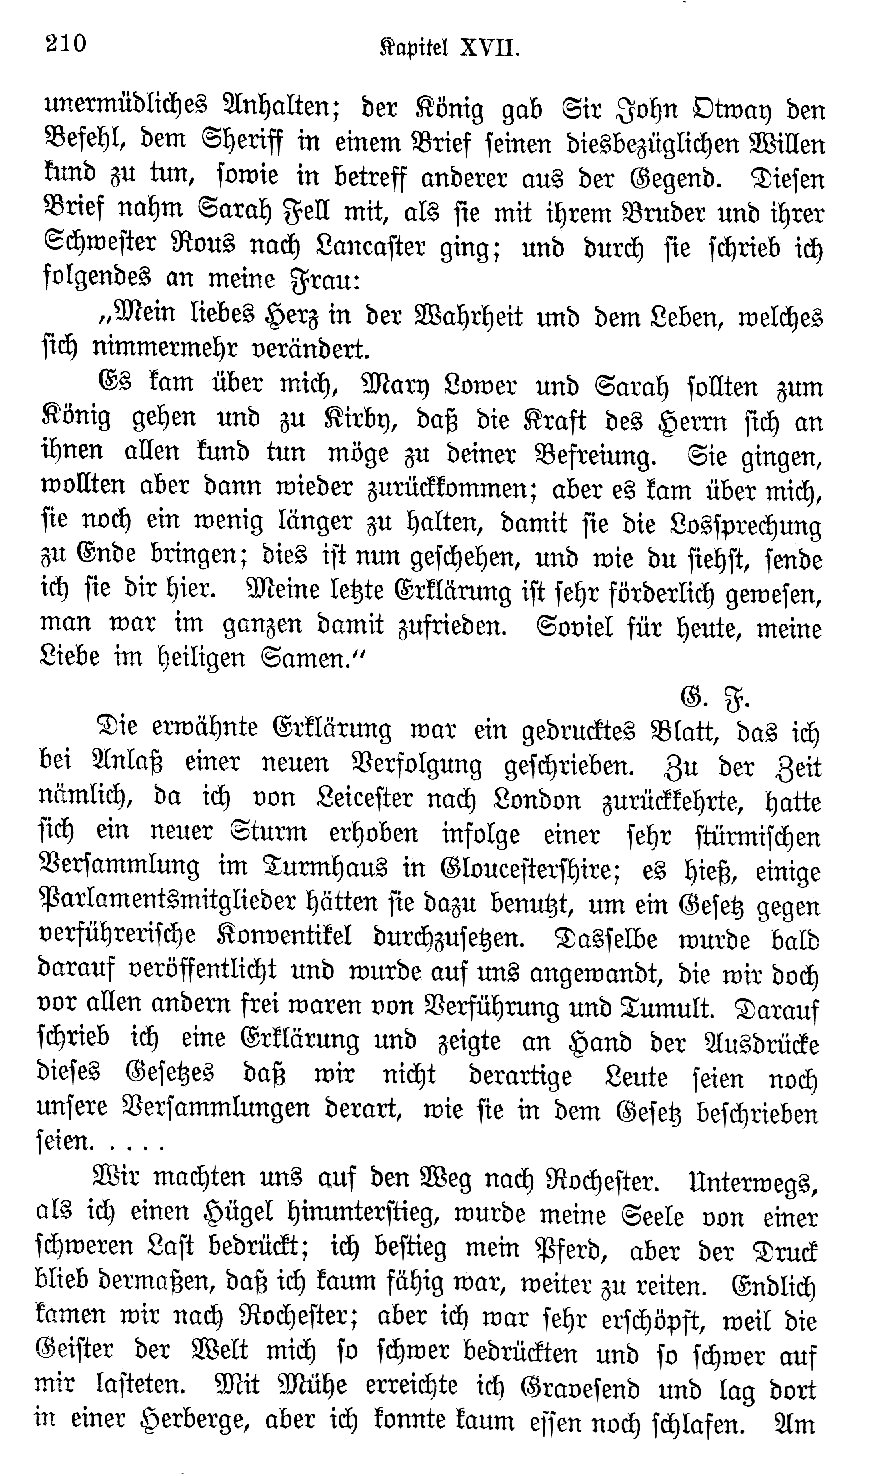 210
Kapitel XVII.
unermüdliches Anhalten; der König gab Sir John Otway den
Befehl, dem Sheriff in einem Brief seinen diesbezüglichen Willen
kund zu tun, sowie in betreff anderer aus der Gegend. Diesen
Brief nahm Sarah Fell mit, als sie mit ihrem Bruder und ihrer
Schwester Rous nach Lancaster ging; und durch sie schrieb ich
folgendes an meine Frau:
„Mein liebes Herz in der Wahrheit und dem Leben, welches
sich nimmermehr verändert.
Es kam über mich, Mary Lower und Sarah sollten zum
König gehen und zu Kirby, daß die Kraft des Herrn sich an
ihnen allen kund tun möge zu deiner Befreiung. Sie gingen,
wollten aber dann wieder zurückkommen; aber es kam über mich,
sie noch ein wenig länger zu halten, damit sie die Lossprechung
zu Ende bringen; dies ist nun geschehen, und wie du siehst, sende
ich sie dir hier. Meine letzte Erklärung ist sehr förderlich gewesen,
man war im ganzen damit zufrieden. Soviel für heute, meine
Liebe im heiligen Samen.“
G. F.
Die erwähnte Erklärung war ein gedrucktes Blatt, das ich
bei Anlaß einer neuen Verfolgung geschrieben. Zu der Zeit
nämlich, da ich von Leicester nach London zurückkehrte, hatte
sich ein neuer Sturm erhoben infolge einer sehr stürmischen
Versammlung im Turmhaus in Gloucestershire; es hieß, einige
Parlamentsmitglieder hätten sie dazu benutzt, um ein Gesetz gegen
verführerische Konventikel durchzusetzen. Dasselbe wurde bald
darauf veröffentlicht und wurde auf uns angewandt, die wir doch
vor allen andern frei waren von Verführung und Tumult. Darauf
schrieb ich eine Erklärung und zeigte an Hand der Ausdrücke
dieses Gesetzes daß wir nicht derartige Leute seien noch
unsere Versammlungen derart, wie sie in dem Gesetz beschrieben
seien. . . . .
Wir machten uns auf den Weg nach Rochester. Unterwegs,
als ich einen Hügel hinunterstieg, wurde meine Seele von einer
schweren Last bedrückt; ich bestieg mein Pferd, aber der Druck
blieb dermaßen, daß ich kaum fähig war, weiter zu reiten. Endlich
kamen wir nach Rochester; aber ich war sehr erschöpft, weil die
Geister der Welt mich so schwer bedrückten und so schwer auf
mir lasteten. Mit Mühe erreichte ich Gravesend und lag dort
in einer Herberge, aber ich konnte kaum essen noch schlafen. Am